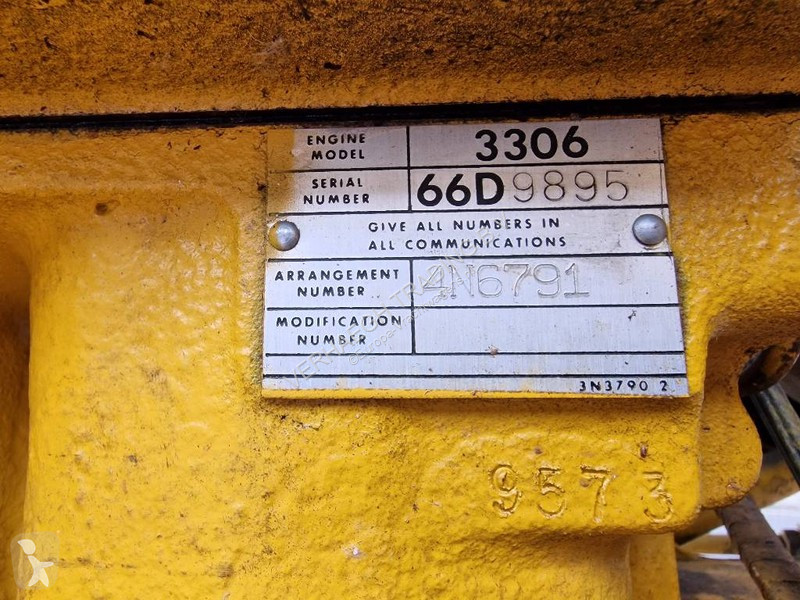 ENGINE MODEL 3306
SERIAL NUMBER 66D9895
GIVE ALL NUMBERS IN
ALL COMMUNICATIONS
ARRANGEMENT NUMBER 4N6791
MODIFICATION NUMBER
3N3790 2
9573